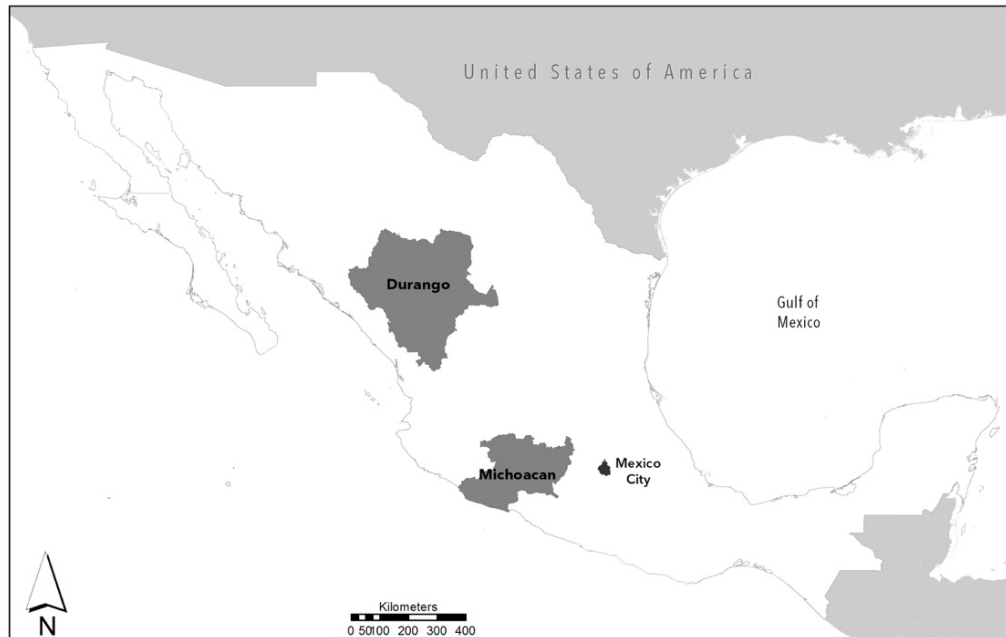 United States of America
Durango
Gulf of
Mexico
Michoacan
Mexico
City
N
Kilometers
0 50100 200 300 400